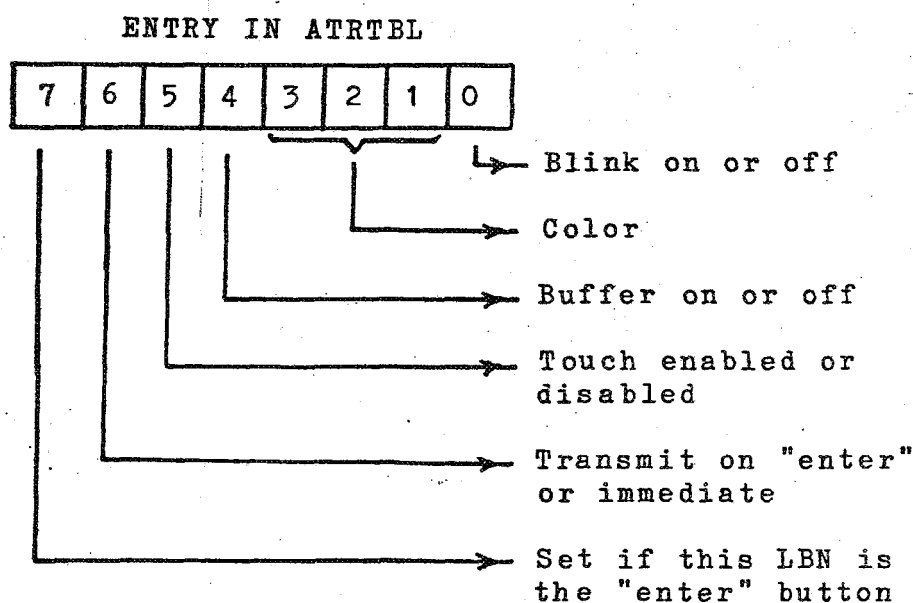 ENTRY IN ATRTBL
7 6 5 4 3 2 1 0
Blink on or off
Color
Buffer on or off
Touch enabled or
disabled
Transmit on "enter"
or immediate
Set if this LBN is
the "enter" button